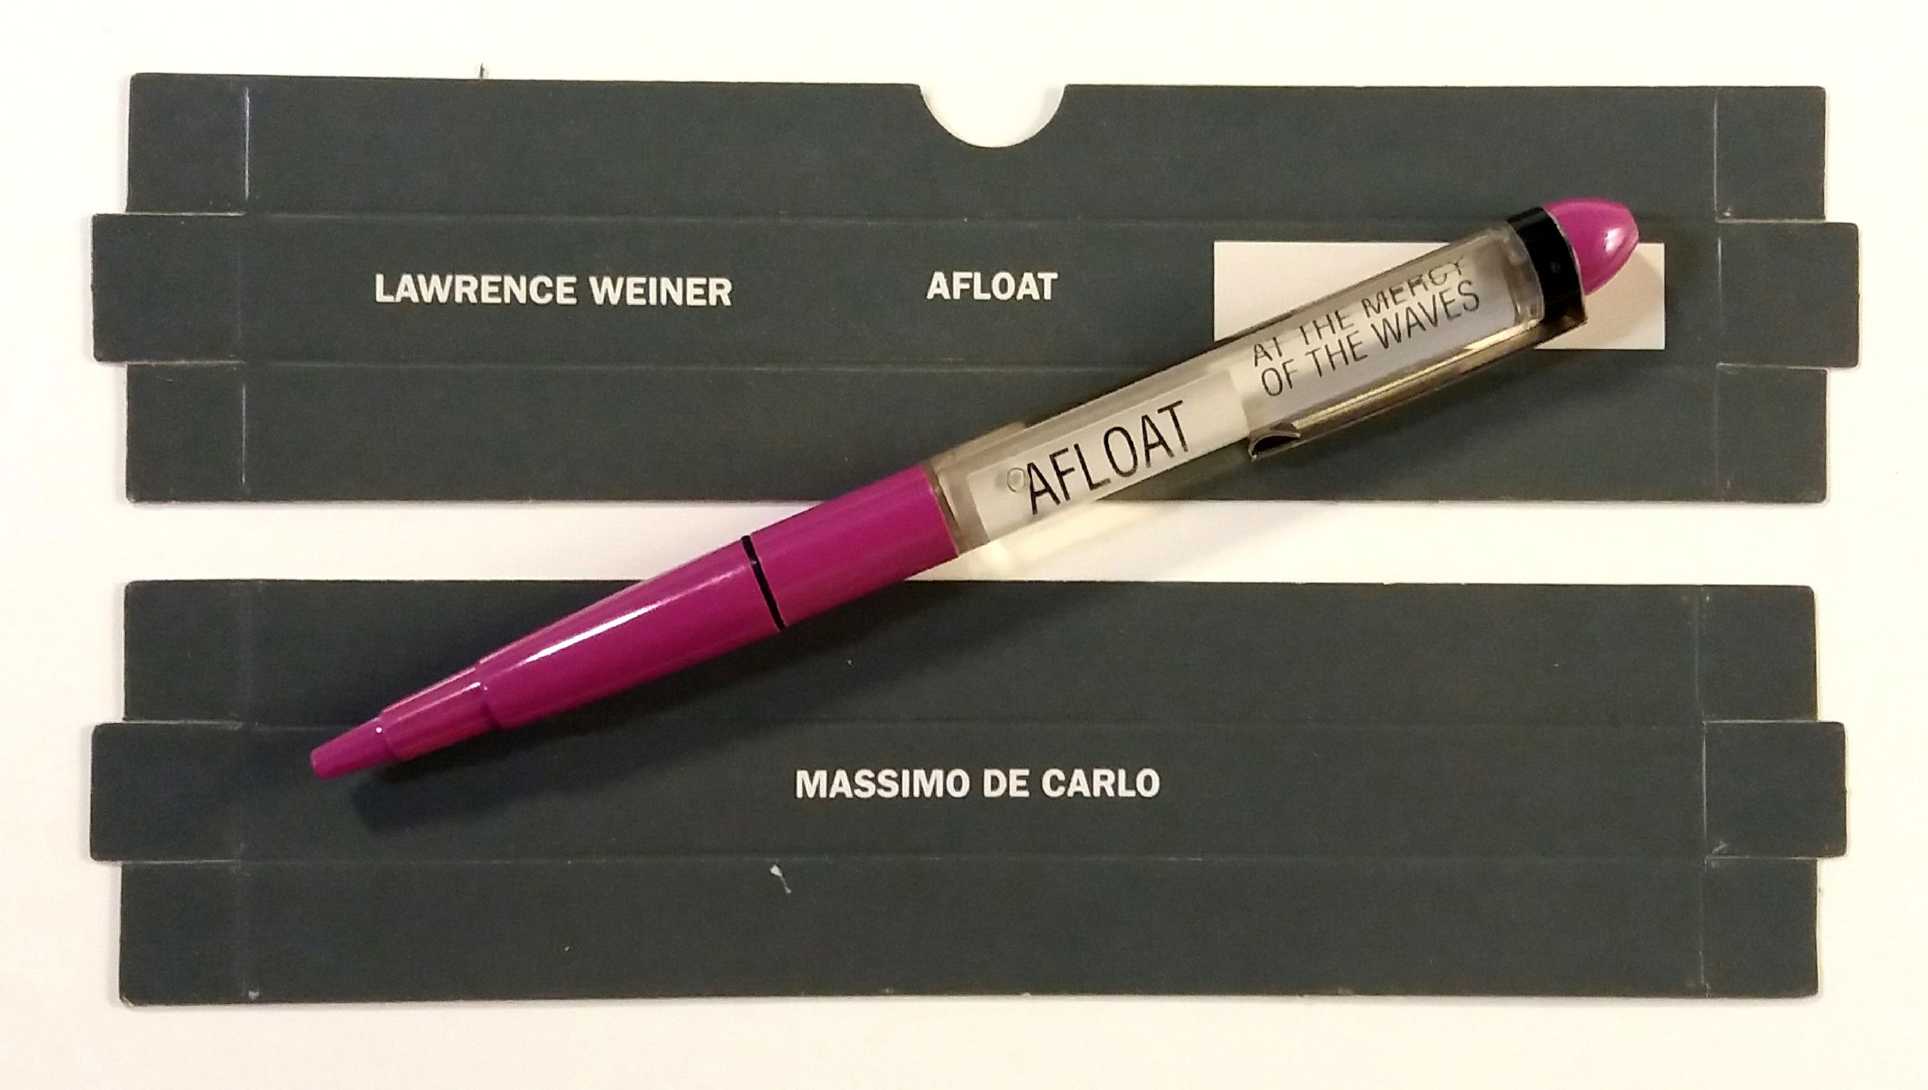 LAWRENCE WEINER
AFLOAT
AT THE MERCY
OF THE WAVES
AFLOAT
MASSIMO DE CARLO